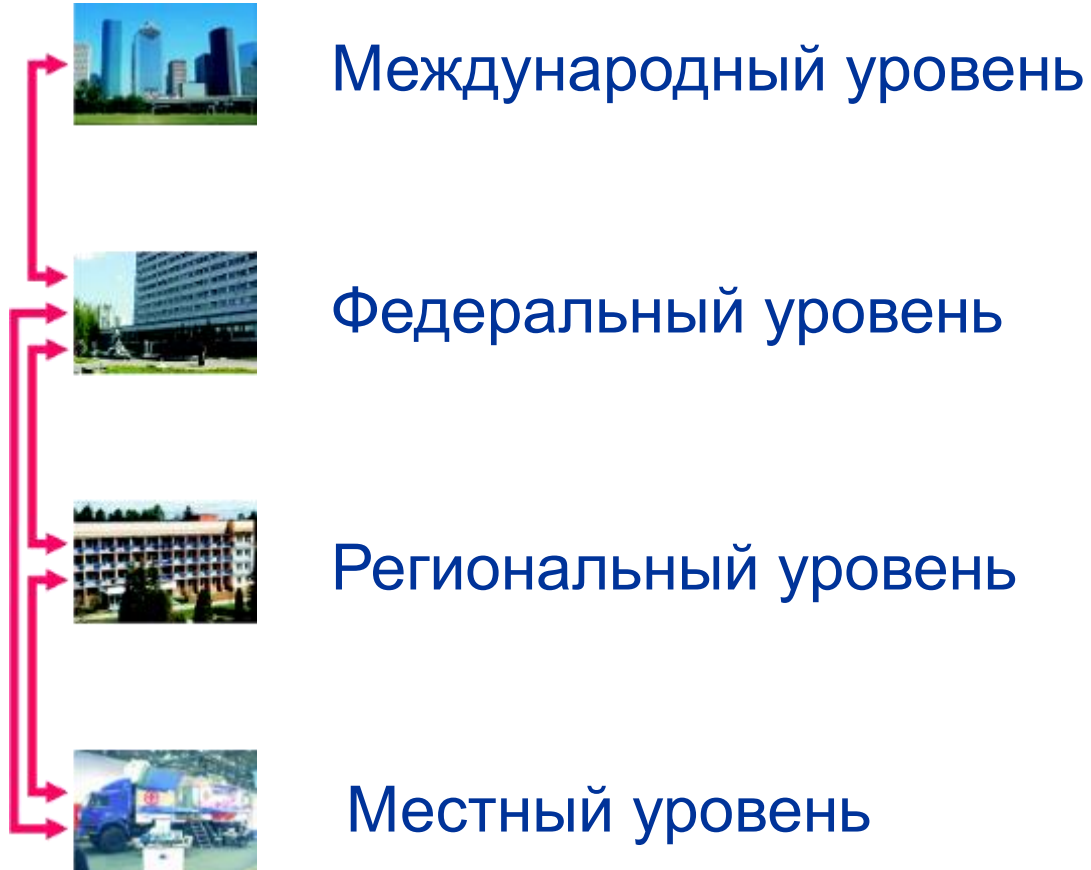 Международный уровень
Федеральный уровень
Региональный уровень
Местный уровень